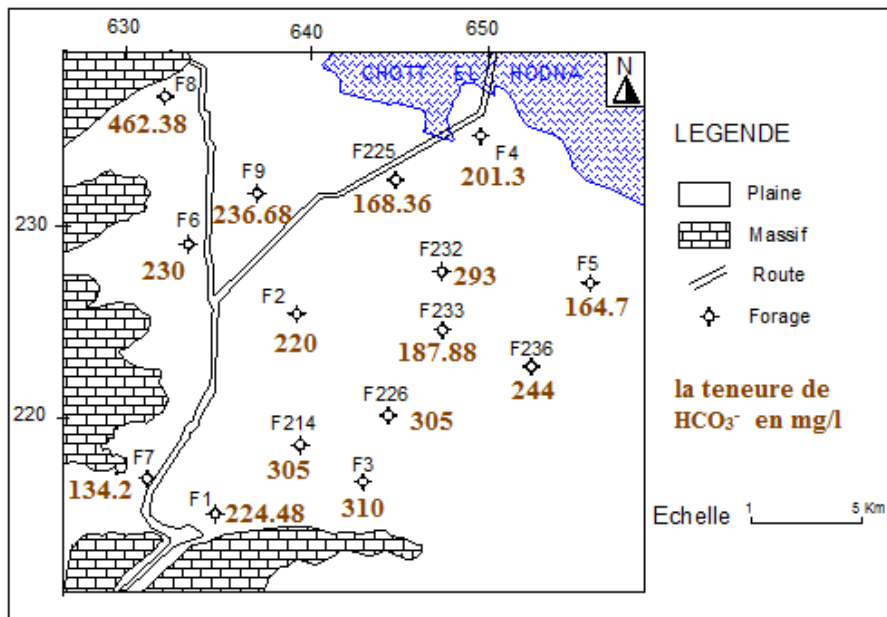 630
640
650
CHOTT EL HODNA
N
F8
462.38
F225
F4
201.3
F9
168.36
236.68
230
F6
230
F232
293
F5
164.7
F2
220
F233
187.88
F236
244
F226
305
220
F214
305
F7
134.2
F3
310
F1
224.48
LEGENDE
Plaine
Massif
Route
Forage
la teneure de
HCO₃⁻ en mg/l
Echelle 1 5 Km